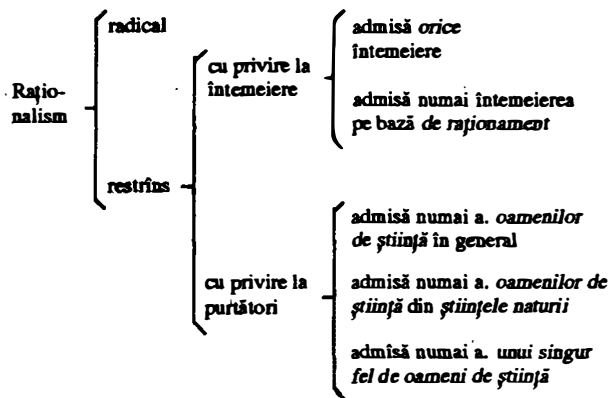 Rațio-
nalism
radical
restrîns
cu privire la
întemeiere
admisă orice
întemeiere
admisă numai întemeierea
pe bază de raționament
cu privire la
purtători
admisă numai a. oamenilor
de știință în general
admisă numai a. oamenilor de
știință din științele naturii
admîsă numai a. unui singur
fel de oameni de știință